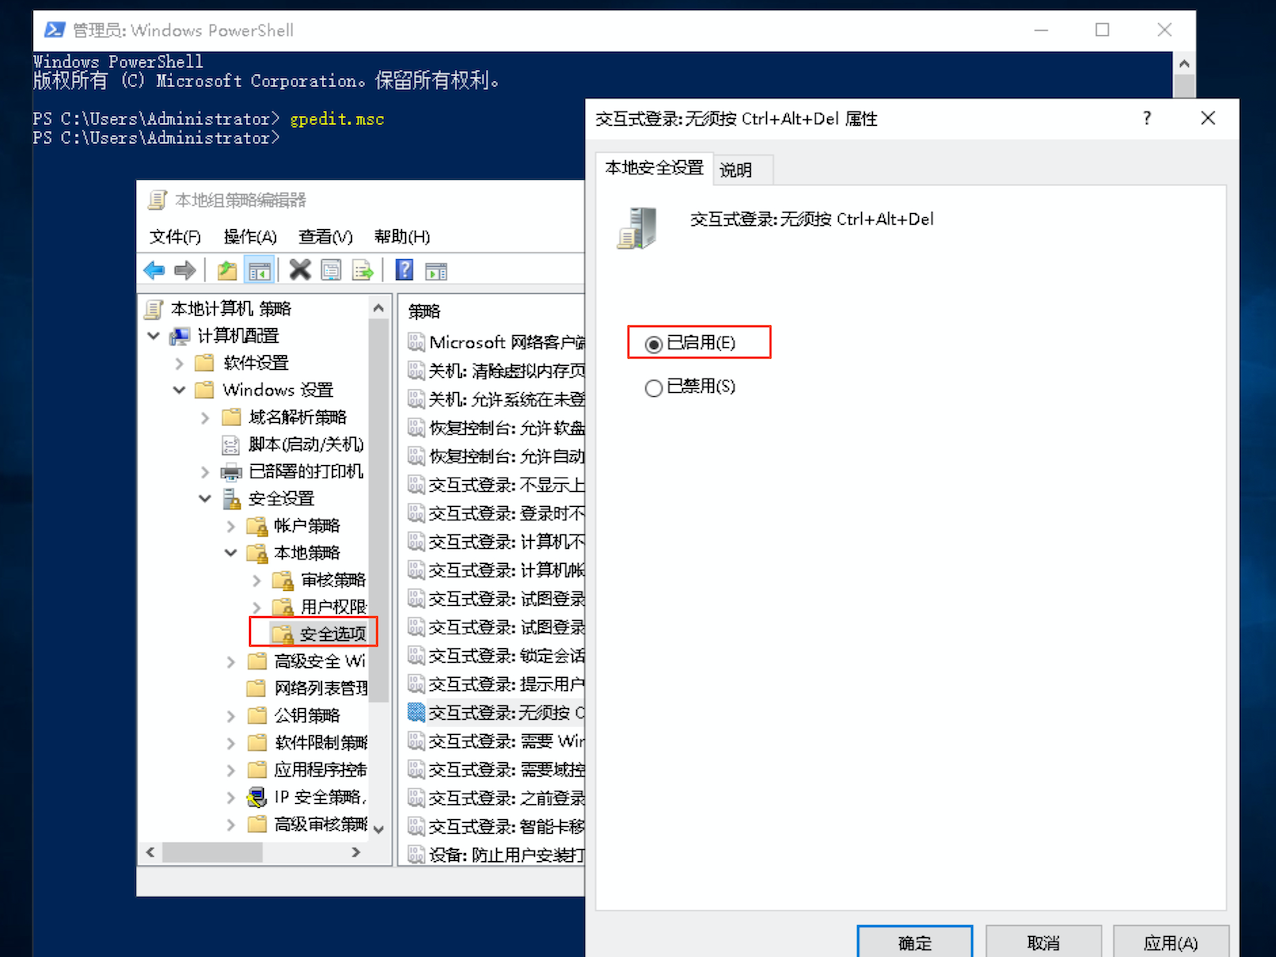 管理员: Windows PowerShell
Windows PowerShell
版权所有 (C) Microsoft Corporation。保留所有权利。
PS C:\Users\Administrator> gpedit.msc
PS C:\Users\Administrator>
本地组策略编辑器
文件(F) 操作(A) 查看(V) 帮助(H)
本地计算机 策略
计算机配置
软件设置
Windows 设置
域名解析策略
脚本(启动/关机)
已部署的打印机
安全设置
帐户策略
本地策略
审核策略
用户权限
安全选项
高级安全 Wi
网络列表管理
公钥策略
软件限制策略
应用程序控制
IP 安全策略,
高级审核策略
策略
Microsoft 网络客户端
关机: 清除虚拟内存页
关机: 允许系统在未登
恢复控制台: 允许软盘
恢复控制台: 允许自动
交互式登录: 不显示上
交互式登录: 登录时不
交互式登录: 计算机不
交互式登录: 计算机帐
交互式登录: 试图登录
交互式登录: 试图登录
交互式登录: 锁定会话
交互式登录: 提示用户
交互式登录: 无须按 C
交互式登录: 需要 Win
交互式登录: 需要域控
交互式登录: 之前登录
交互式登录: 智能卡移
设备: 防止用户安装打
交互式登录: 无须按 Ctrl+Alt+Del 属性
本地安全设置 说明
交互式登录: 无须按 Ctrl+Alt+Del
已启用(E)
已禁用(S)
确定 取消 应用(A)